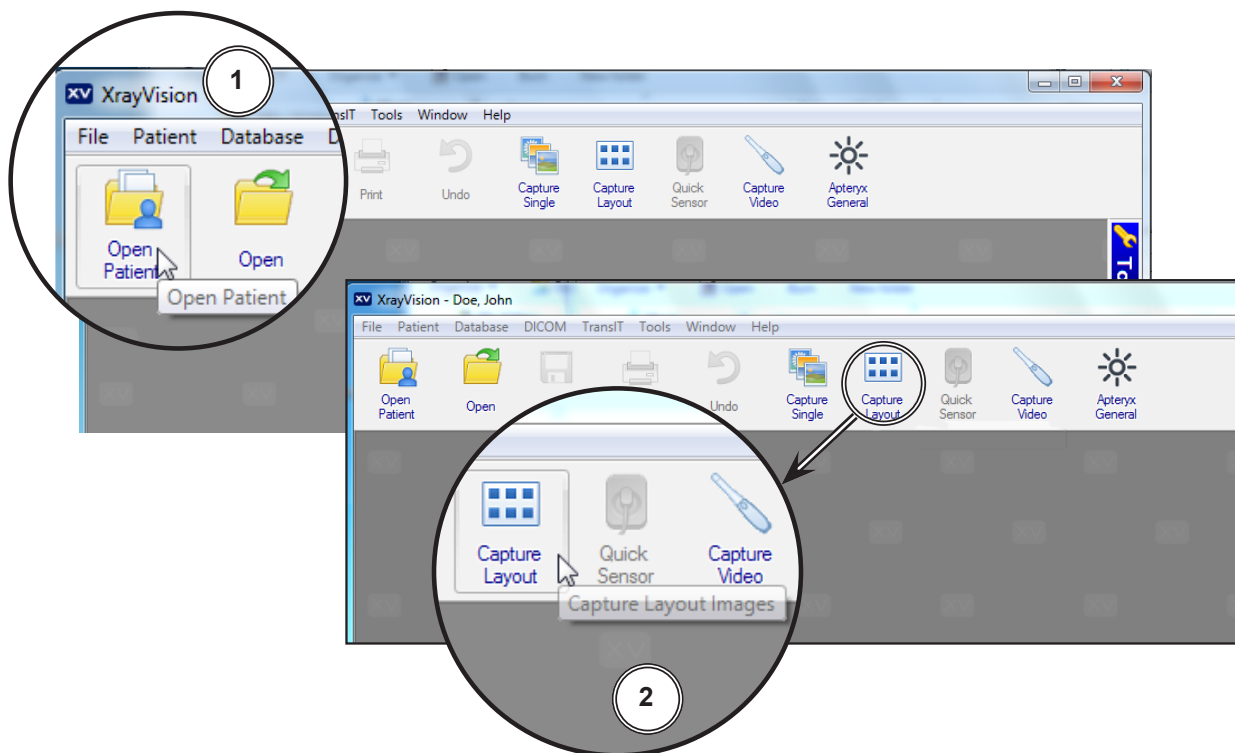 1
XV XrayVision
File Patient Database D
nsIT Tools Window Help
Print
Undo
Capture
Single
Capture
Layout
Quick
Sensor
Capture
Video
Apteryx
General
Open
Patient
Open
Open Patient
To
XV XrayVision - Doe, John
File Patient Database DICOM TransIT Tools Window Help
Open
Patient
Open
Undo
Capture
Single
Capture
Layout
Quick
Sensor
Capture
Video
Apteryx
General
Capture
Layout
Quick
Sensor
Capture
Video
Capture Layout Images
XV
2